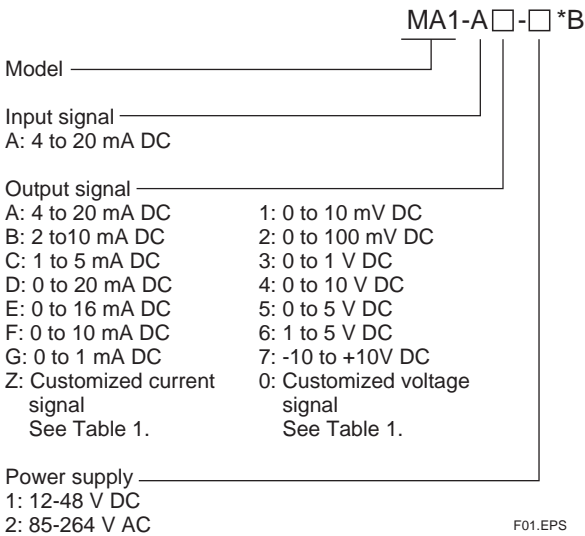 MA1-A□-□*B
Model
Input signal
A: 4 to 20 mA DC
Output signal
A: 4 to 20 mA DC
B: 2 to10 mA DC
C: 1 to 5 mA DC
D: 0 to 20 mA DC
E: 0 to 16 mA DC
F: 0 to 10 mA DC
G: 0 to 1 mA DC
Z: Customized current
signal
See Table 1.
1: 0 to 10 mV DC
2: 0 to 100 mV DC
3: 0 to 1 V DC
4: 0 to 10 V DC
5: 0 to 5 V DC
6: 1 to 5 V DC
7: -10 to +10V DC
0: Customized voltage
signal
See Table 1.
Power supply
1: 12-48 V DC
2: 85-264 V AC
F01.EPS